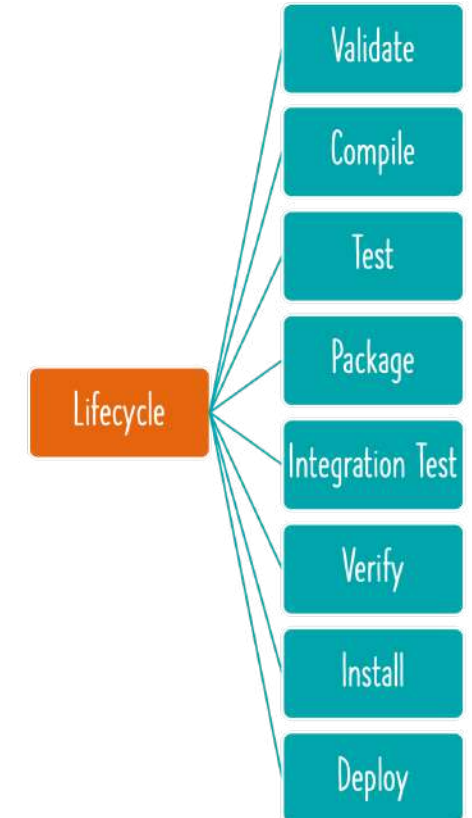 Validate
Compile
Test
Package
Lifecycle
Integration Test
Verify
Install
Deploy